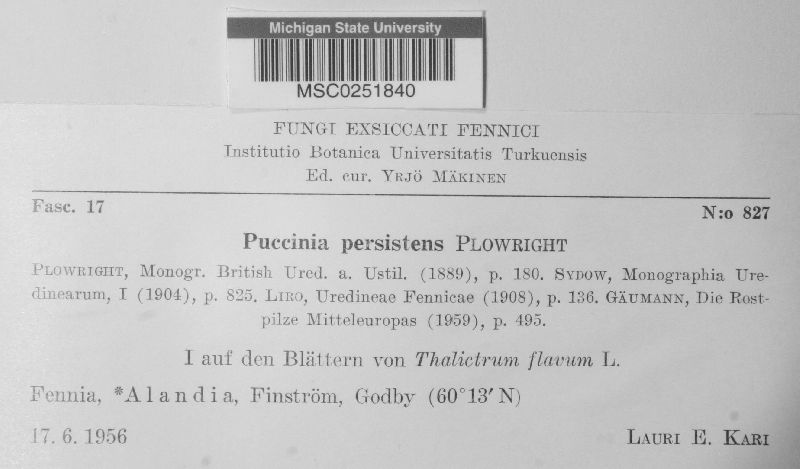 Michigan State University
MSC0251840
FUNGI EXSICCATI FENNICI
Institutio Botanica Universitatis Turkuensis
Ed. cur. YRJÖ MÄKINEN
Fasc. 17
N:o 827
Puccinia persistens PLOWRIGHT
PLOWRIGHT, Monogr. British Ured. a. Ustil. (1889), p. 180. SYDOW, Monographia Ure-
dinearum, I (1904), p. 825. LIRO, Uredineae Fennicae (1908), p. 136. GÄUMANN, Die Rost-
pilze Mitteleuropas (1959), p. 495.
I auf den Blättern von Thalictrum flavum L.
Fennia, *Alandia, Finström, Godby (60°13′ N)
17. 6. 1956
LAURI E. KARI